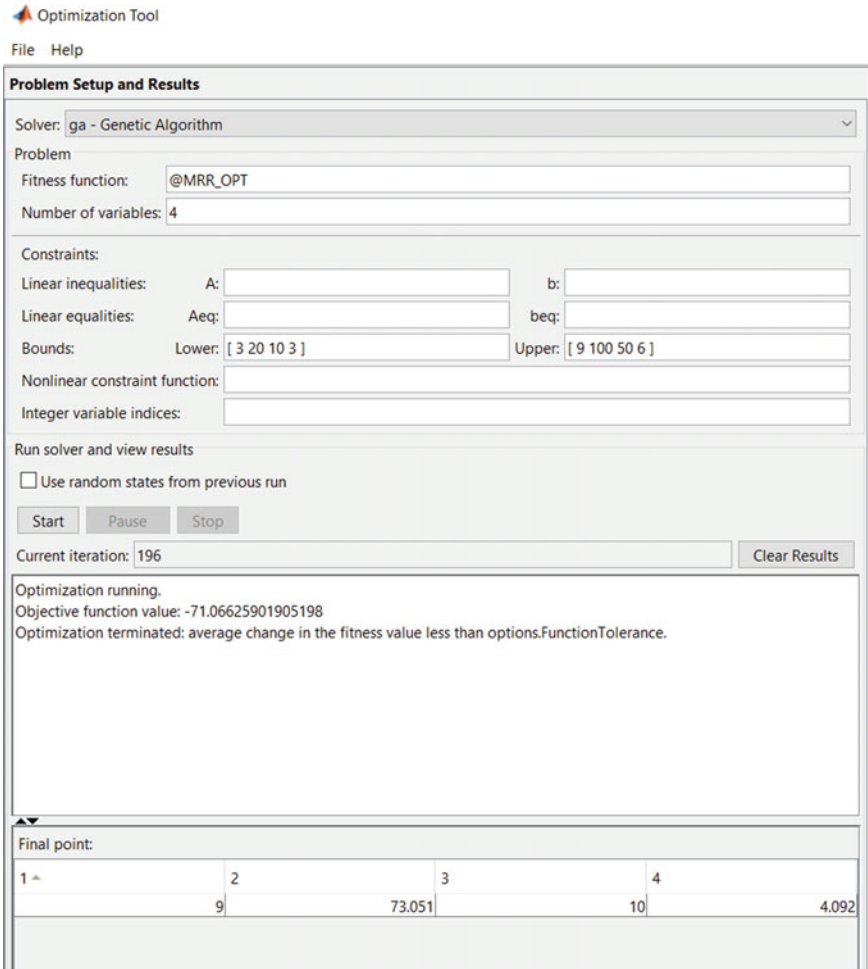 Optimization Tool
File Help
Problem Setup and Results
Solver: ga - Genetic Algorithm
Problem
Fitness function: @MRR_OPT
Number of variables: 4
Constraints:
Linear inequalities: A: b:
Linear equalities: Aeq: beq:
Bounds: Lower: [ 3 20 10 3 ] Upper: [ 9 100 50 6 ]
Nonlinear constraint function:
Integer variable indices:
Run solver and view results
Use random states from previous run
Start Pause Stop
Current iteration: 196 Clear Results
Optimization running.
Objective function value: -71.06625901905198
Optimization terminated: average change in the fitness value less than options.FunctionTolerance.
Final point:
1 2 3 4
9 73.051 10 4.092